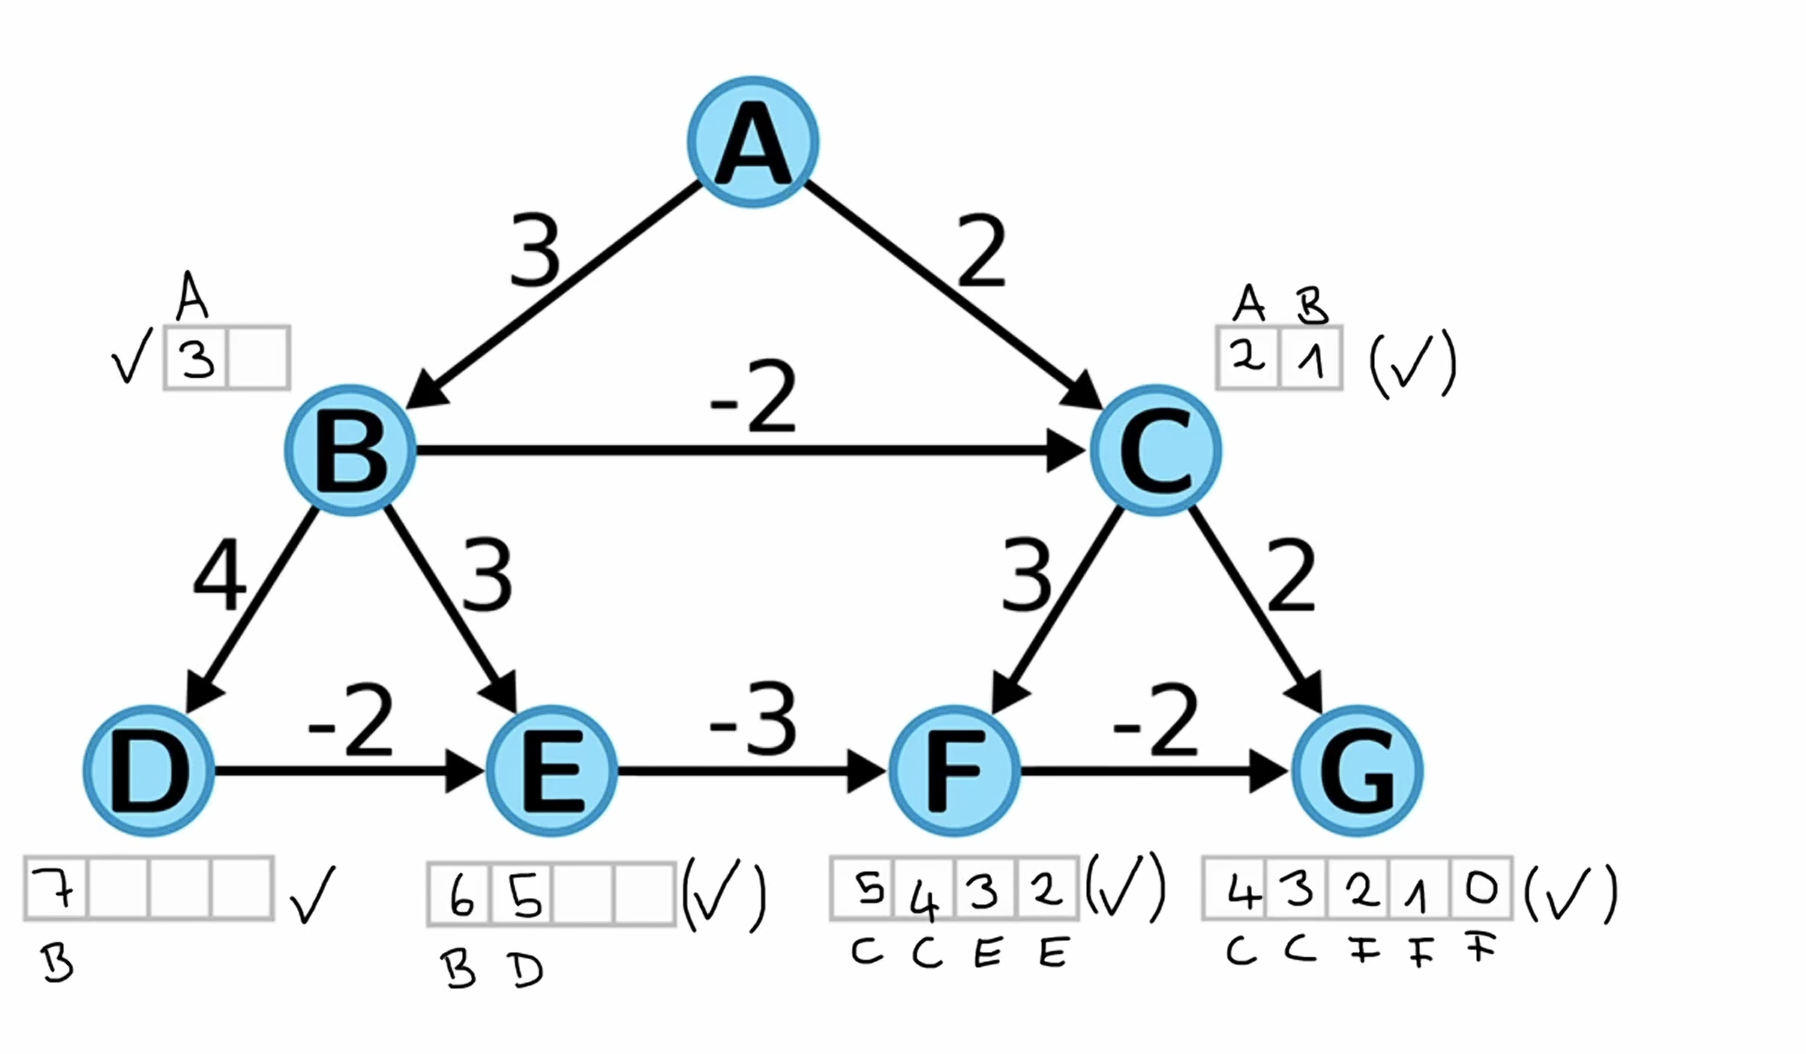 A
3 2
A A B
✓ 3 2 1 (✓)
-2
B C
4 3 3 2
-2 -3 -2
D E F G
7 ✓ 6 5 (✓) 5 4 3 2 (✓) 4 3 2 1 0 (✓)
B B D C C E E C C F F F